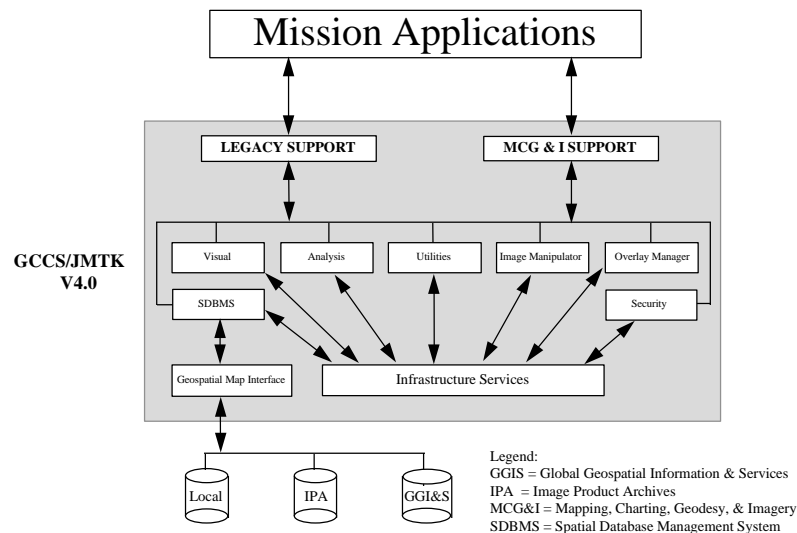 Mission Applications
LEGACY SUPPORT
MCG & I SUPPORT
GCCS/JMTK
V4.0
Visual
Analysis
Utilities
Image Manipulator
Overlay Manager
SDBMS
Security
Geospatial Map Interface
Infrastructure Services
Local
IPA
GGI&S
Legend:
GGIS = Global Geospatial Information & Services
IPA = Image Product Archives
MCG&I = Mapping, Charting, Geodesy, & Imagery
SDBMS = Spatial Database Management System